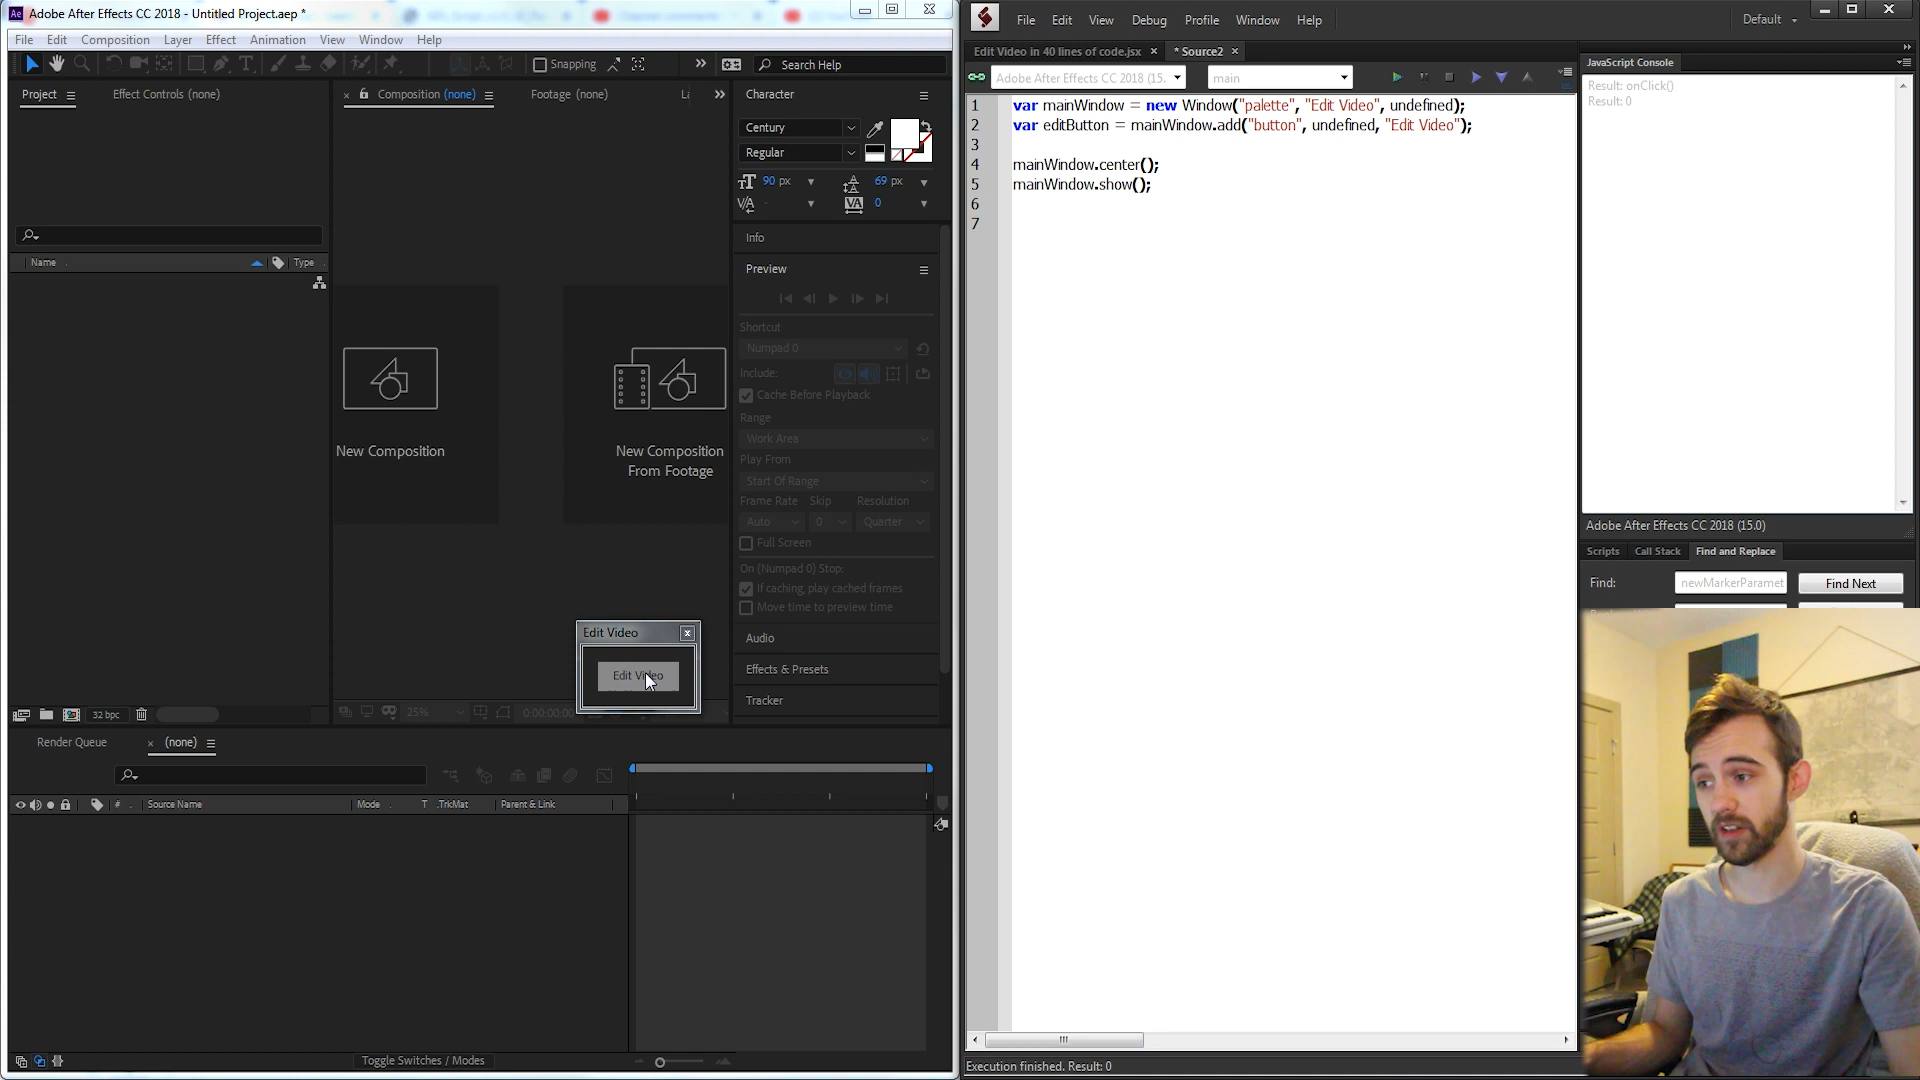 Adobe After Effects CC 2018 - Untitled Project.aep *
File Edit Composition Layer Effect Animation View Window Help
Snapping
Search Help
Project
Effect Controls (none)
Composition (none)
Footage (none)
Name
Type
New Composition
New Composition
From Footage
32 bpc
25%
0:00:00:00
Character
Century
Regular
90 px
69 px
0
Info
Preview
Shortcut
Numpad 0
Include:
Cache Before Playback
Range
Work Area
Play From
Start Of Range
Frame Rate Skip Resolution
Auto 0 Quarter
Full Screen
On (Numpad 0) Stop:
If caching, play cached frames
Move time to preview time
Audio
Effects & Presets
Tracker
Edit Video
Edit Video
Render Queue
(none)
# Source Name Mode T .TrkMat Parent & Link
Toggle Switches / Modes
File Edit View Debug Profile Window Help
Default
Edit Video in 40 lines of code.jsx
* Source2
Adobe After Effects CC 2018 (15.
main
1 var mainWindow = new Window("palette", "Edit Video", undefined);
2 var editButton = mainWindow.add("button", undefined, "Edit Video");
3
4 mainWindow.center();
5 mainWindow.show();
6
7
Execution finished. Result: 0
JavaScript Console
Result: onClick()
Result: 0
Adobe After Effects CC 2018 (15.0)
Scripts Call Stack Find and Replace
Find: newMarkerParamet Find Next